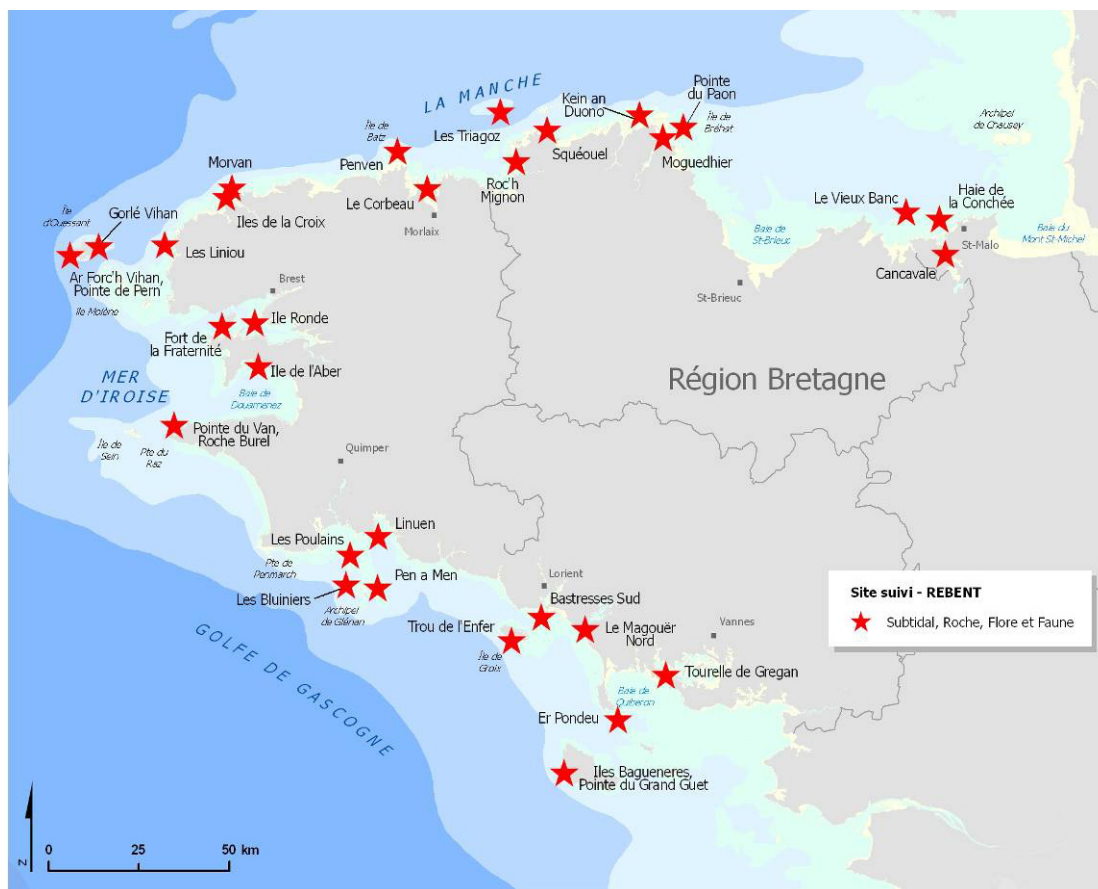 LA MANCHE
Kein an
Duono
Pointe
du Paon
Île de
Bréhat
Archipel
de Chausey
Île de
Batz
Les Triagoz
Squéouel
Moguedhier
Morvan
Penven
Roc'h
Mignon
Le Vieux Banc
Haie de
la Conchée
Iles de la Croix
Le Corbeau
Morlaix
Île
d'Ouessant
Gorlé Vihan
Les Liniou
Baie de
St-Brieuc
St-Malo
Baie du
Mont St-Michel
Ar Forc'h Vihan,
Pointe de Pern
Cancavale
Brest
St-Brieuc
Ile Molène
Ile Ronde
Fort de
la Fraternité
Ile de l'Aber
Région Bretagne
MER
D'IROISE
Baie de
Douarnenez
Pointe du Van,
Roche Burel
Île de
Sein
Pte du
Raz
Quimper
Linuen
Les Poulains
Pte de
Penmarch
Pen a Men
Les Bluiniers
Archipel
de Glénan
Lorient
Bastresses Sud
Trou de l'Enfer
Île de
Groix
Le Magouër
Nord
Vannes
Tourelle de Gregan
Baie de
Quiberon
Er Pondeu
Iles Bagueneres,
Pointe du Grand Guet
GOLFE DE GASCOGNE
Site suivi - REBENT
Subtidal, Roche, Flore et Faune
N
0 25 50 km